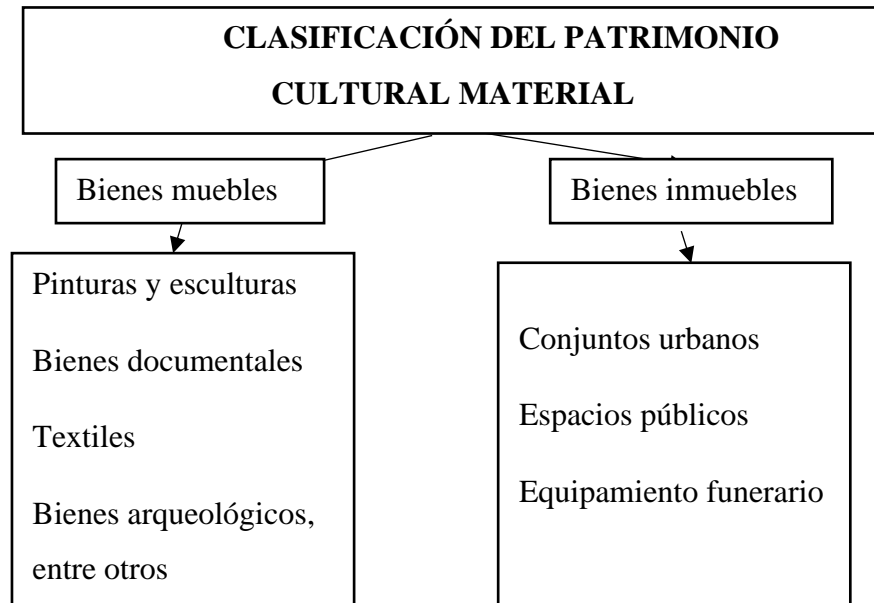 CLASIFICACIÓN DEL PATRIMONIO
CULTURAL MATERIAL
Bienes muebles
Bienes inmuebles
Pinturas y esculturas
Bienes documentales
Textiles
Bienes arqueológicos,
entre otros
Conjuntos urbanos
Espacios públicos
Equipamiento funerario